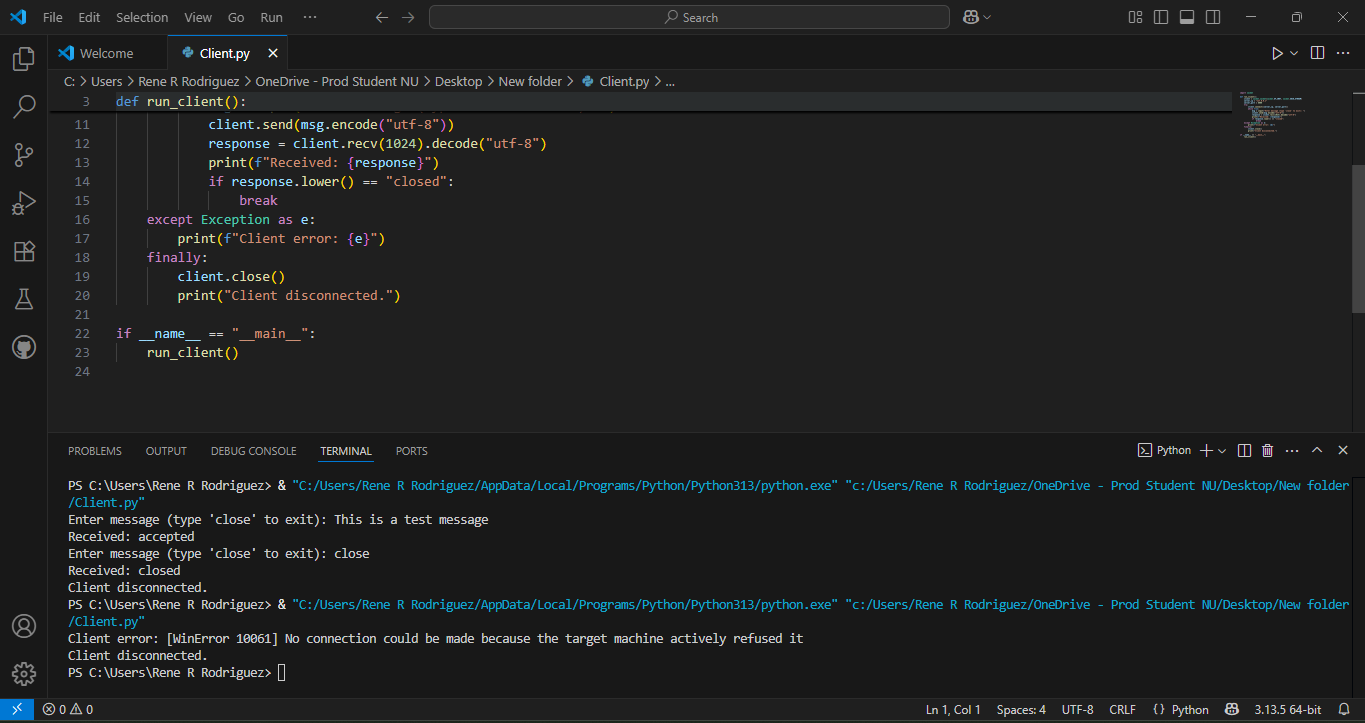 File Edit Selection View Go Run ··· Search
Welcome Client.py
C: > Users > Rene R Rodriguez > OneDrive - Prod Student NU > Desktop > New folder > Client.py > ...
3 def run_client():
11 client.send(msg.encode("utf-8"))
12 response = client.recv(1024).decode("utf-8")
13 print(f"Received: {response}")
14 if response.lower() == "closed":
15 break
16 except Exception as e:
17 print(f"Client error: {e}")
18 finally:
19 client.close()
20 print("Client disconnected.")
21
22 if __name__ == "__main__":
23 run_client()
24
PROBLEMS OUTPUT DEBUG CONSOLE TERMINAL PORTS Python
PS C:\Users\Rene R Rodriguez> & "C:/Users/Rene R Rodriguez/AppData/Local/Programs/Python/Python313/python.exe" "c:/Users/Rene R Rodriguez/OneDrive - Prod Student NU/Desktop/New folder
/Client.py"
Enter message (type 'close' to exit): This is a test message
Received: accepted
Enter message (type 'close' to exit): close
Received: closed
Client disconnected.
PS C:\Users\Rene R Rodriguez> & "C:/Users/Rene R Rodriguez/AppData/Local/Programs/Python/Python313/python.exe" "c:/Users/Rene R Rodriguez/OneDrive - Prod Student NU/Desktop/New folder
/Client.py"
Client error: [WinError 10061] No connection could be made because the target machine actively refused it
Client disconnected.
PS C:\Users\Rene R Rodriguez>
0 0 Ln 1, Col 1 Spaces: 4 UTF-8 CRLF {} Python 3.13.5 64-bit